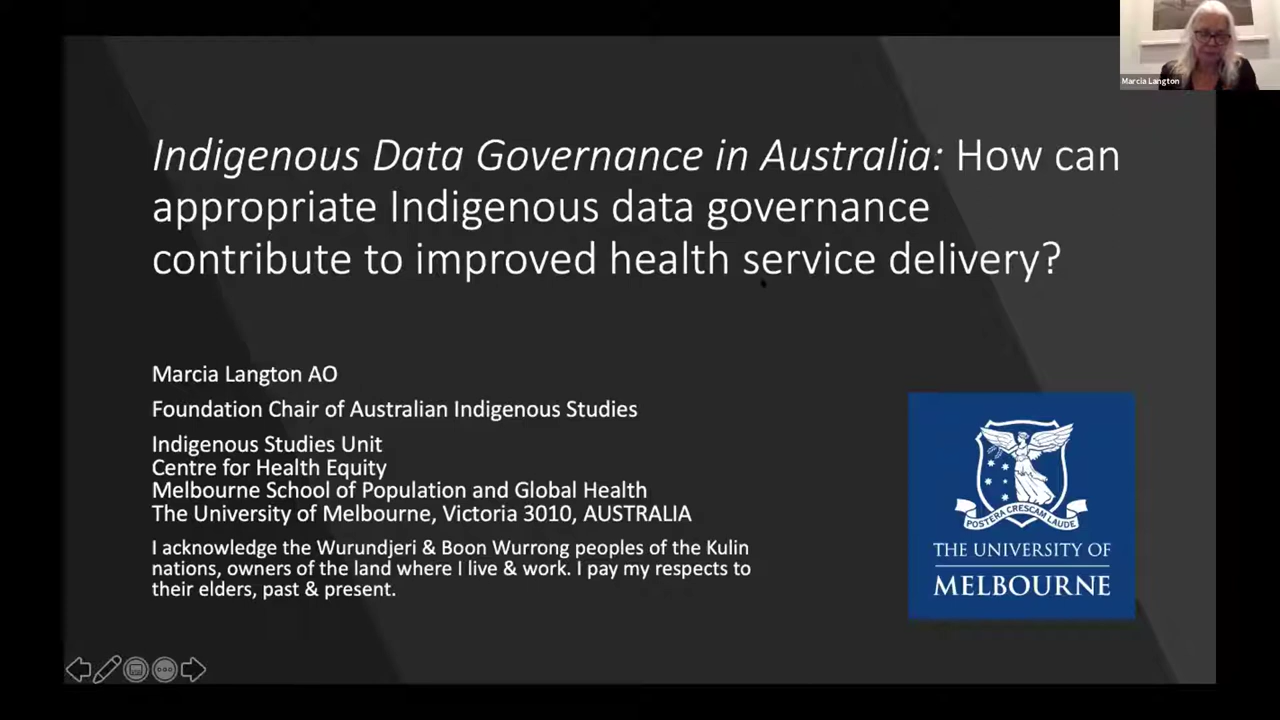 Marcia Langton
Indigenous Data Governance in Australia: How can
appropriate Indigenous data governance
contribute to improved health service delivery?
Marcia Langton AO
Foundation Chair of Australian Indigenous Studies
Indigenous Studies Unit
Centre for Health Equity
Melbourne School of Population and Global Health
The University of Melbourne, Victoria 3010, AUSTRALIA
I acknowledge the Wurundjeri & Boon Wurrong peoples of the Kulin
nations, owners of the land where I live & work. I pay my respects to
their elders, past & present.
POSTERA CRESCAM LAUDE
THE UNIVERSITY OF
MELBOURNE